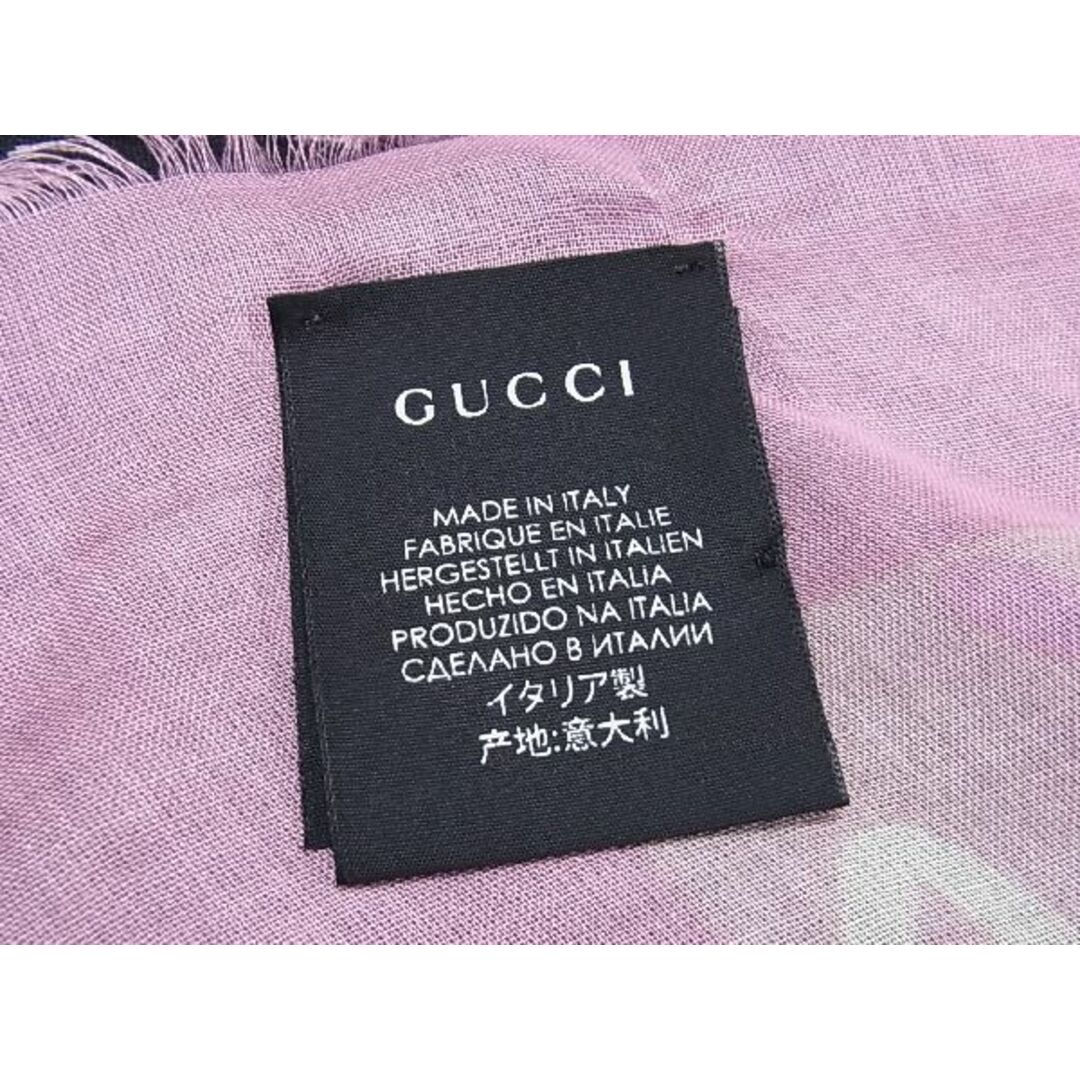 GUCCI
MADE IN ITALY
FABRIQUE EN ITALIE
HERGESTELLT IN ITALIEN
HECHO EN ITALIA
PRODUZIDO NA ITALIA
СДЕЛАНО В ИТАЛИИ
イタリア製
产地:意大利